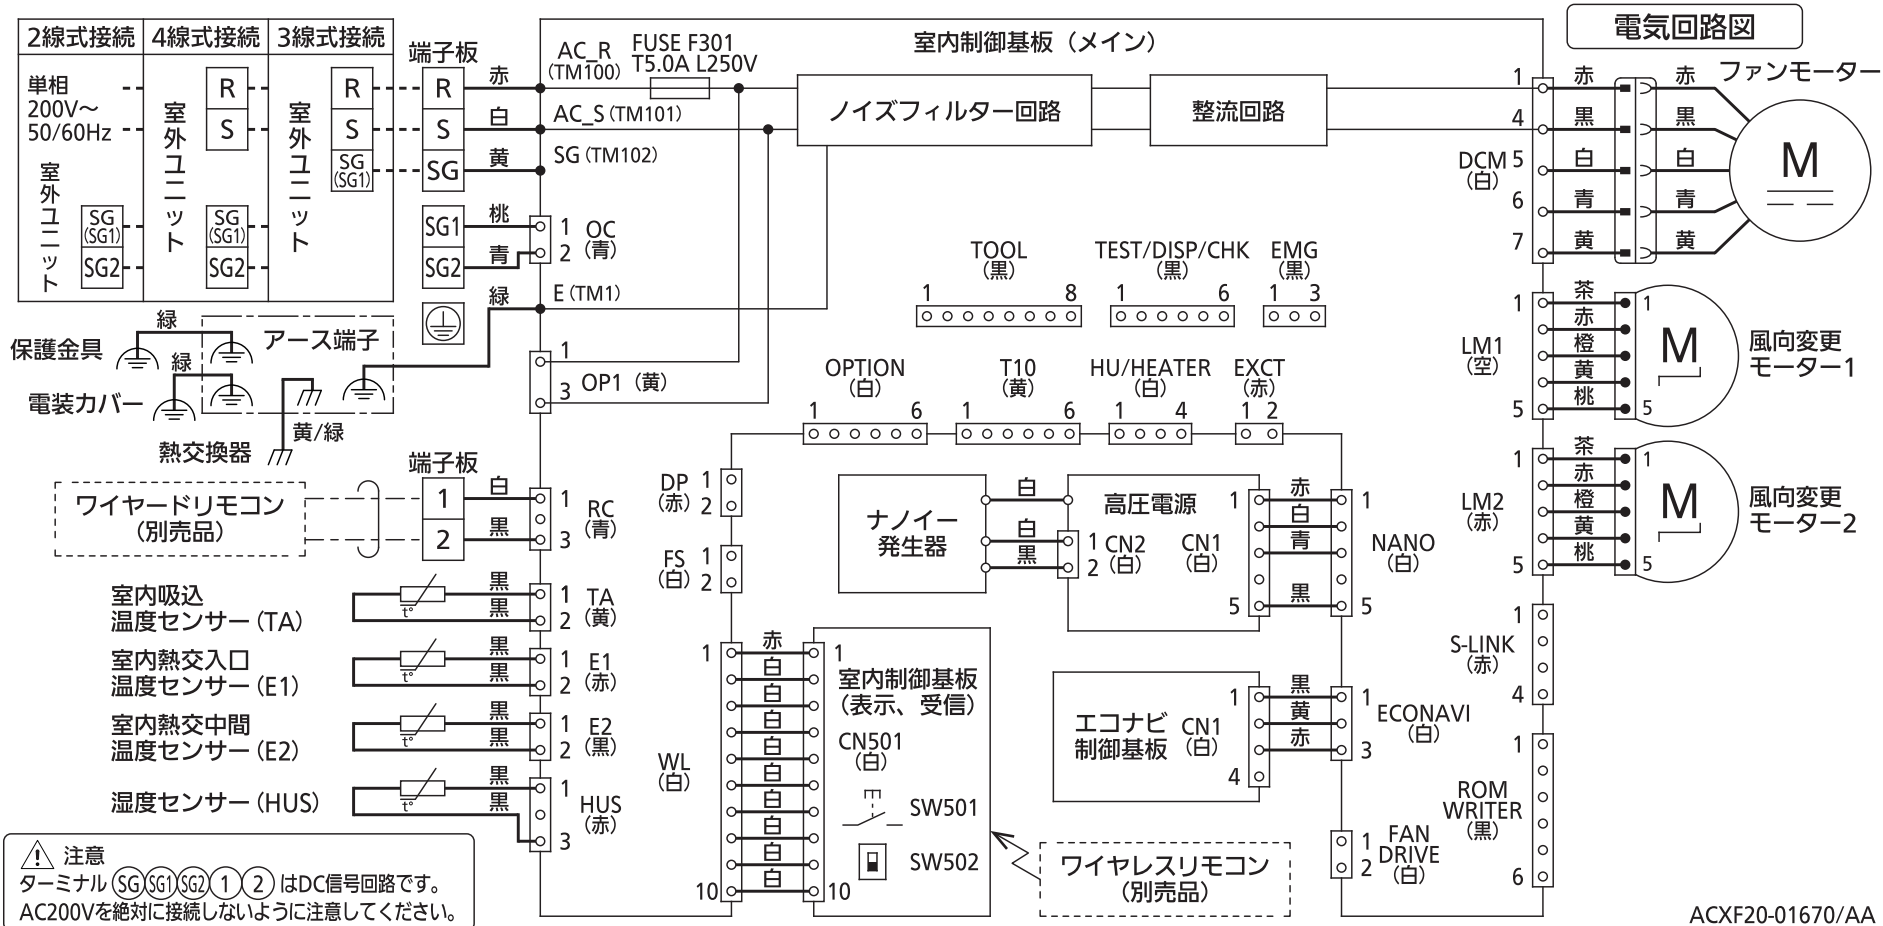 電気回路図
2線式接続
4線式接続
3線式接続
単相
200V～
50/60Hz
室外ユニット
SG
(SG1)
SG2
室外ユニット
R
S
SG
(SG1)
SG2
室外ユニット
R
S
SG
(SG1)
端子板
R
S
SG
SG1
SG2
赤
白
黄
桃
青
緑
AC_R
(TM100)
FUSE F301
T5.0A L250V
AC_S (TM101)
SG (TM102)
1
2
OC
(青)
E (TM1)
1
3
OP1 (黄)
室内制御基板（メイン）
ノイズフィルター回路
整流回路
保護金具
緑
緑
アース端子
電装カバー
黄/緑
熱交換器
端子板
ワイヤードリモコン
(別売品)
1
2
白
黒
1
3
RC
(青)
室内吸込
温度センサー (TA)
t°
黒
黒
1
2
TA
(黄)
室内熱交入口
温度センサー (E1)
t°
黒
黒
1
2
E1
(赤)
室内熱交中間
温度センサー (E2)
t°
黒
黒
1
2
E2
(黒)
湿度センサー (HUS)
t°
黒
黒
1
3
HUS
(赤)
注意
ターミナル SG SG1 SG2 1 2 はDC信号回路です。
AC200Vを絶対に接続しないように注意してください。
TOOL
(黒)
1 8
TEST/DISP/CHK
(黒)
1 6
EMG
(黒)
1 3
OPTION
(白)
1 6
T10
(黄)
1 6
HU/HEATER
(白)
1 4
EXCT
(赤)
1 2
DP
(赤)
1
2
FS
(白)
1
2
WL
(白)
1
10
赤
白
白
白
白
白
白
白
白
白
1
10
室内制御基板
(表示、受信)
CN501
(白)
SW501
SW502
ワイヤレスリモコン
(別売品)
ナノイー
発生器
白
白
黒
高圧電源
1
2
CN2
(白)
CN1
(白)
1
5
赤
白
青
黒
1
5
NANO
(白)
エコナビ
制御基板
CN1
(白)
1
4
黒
黄
赤
1
3
ECONAVI
(白)
1
2
FAN
DRIVE
(白)
DCM
(白)
1
4
5
6
7
赤
黒
白
青
黄
赤
黒
白
青
黄
ファンモーター
M
LM1
(空)
1
5
茶
赤
橙
黄
桃
1
5
M
風向変更
モーター1
LM2
(赤)
1
5
茶
赤
橙
黄
桃
1
5
M
風向変更
モーター2
S-LINK
(赤)
1
4
ROM
WRITER
(黒)
1
6
ACXF20-01670/AA